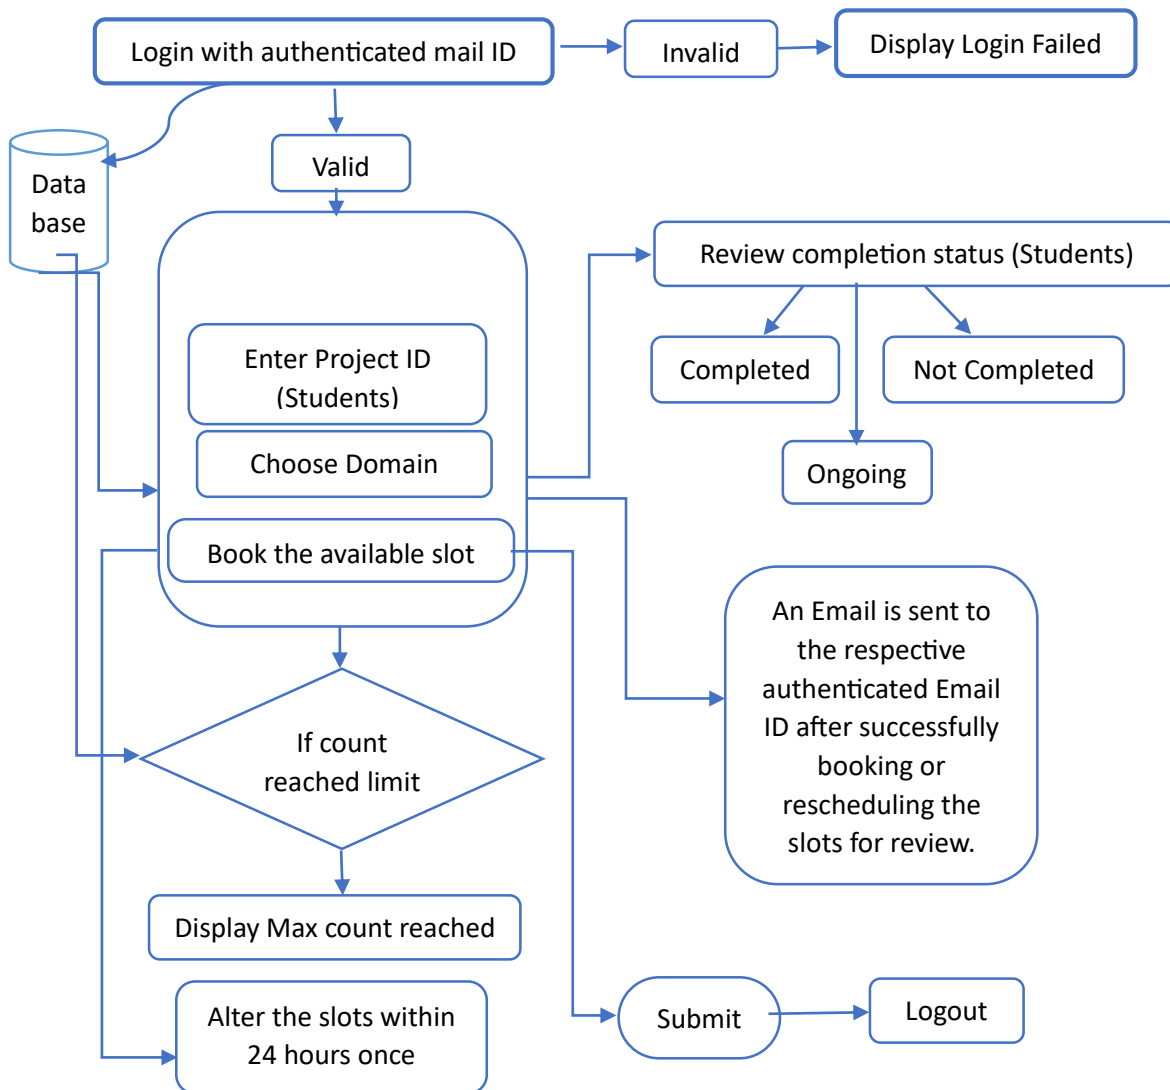 Login with authenticated mail ID
Invalid
Display Login Failed
Valid
Data
base
Review completion status (Students)
Enter Project ID
(Students)
Completed
Not Completed
Choose Domain
Ongoing
Book the available slot
An Email is sent to
the respective
authenticated Email
ID after successfully
booking or
rescheduling the
slots for review.
If count
reached limit
Display Max count reached
Alter the slots within
24 hours once
Submit
Logout